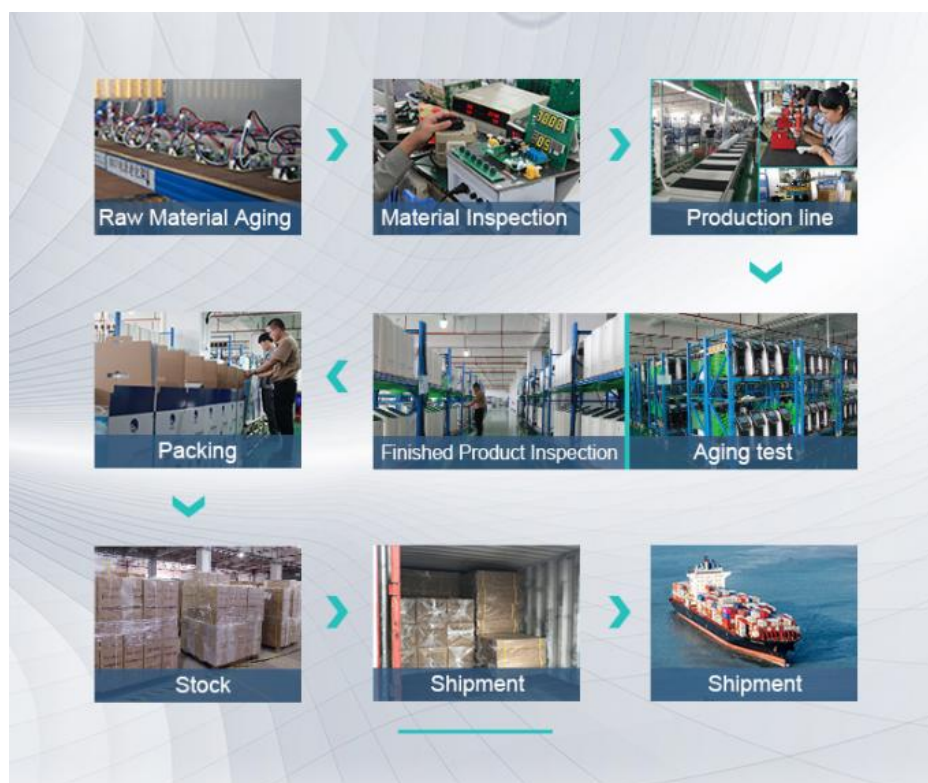 Raw Material Aging
Material Inspection
Production line
Aging test
Finished Product Inspection
Packing
Stock
Shipment
Shipment